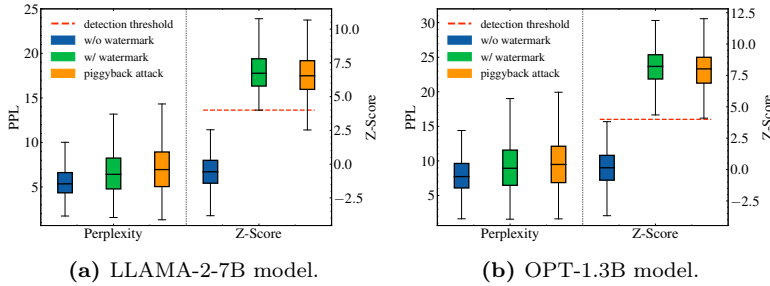 25
20
15
10
5
PPL
detection threshold
w/o watermark
w/ watermark
piggyback attack
10.0
7.5
5.0
2.5
0.0
−2.5
Z-Score
Perplexity
Z-Score
(a) LLAMA-2-7B model.
30
25
20
15
10
5
PPL
detection threshold
w/o watermark
w/ watermark
piggyback attack
10.0
7.5
5.0
2.5
0.0
−2.5
Z-Score
Perplexity
Z-Score
(b) OPT-1.3B model.